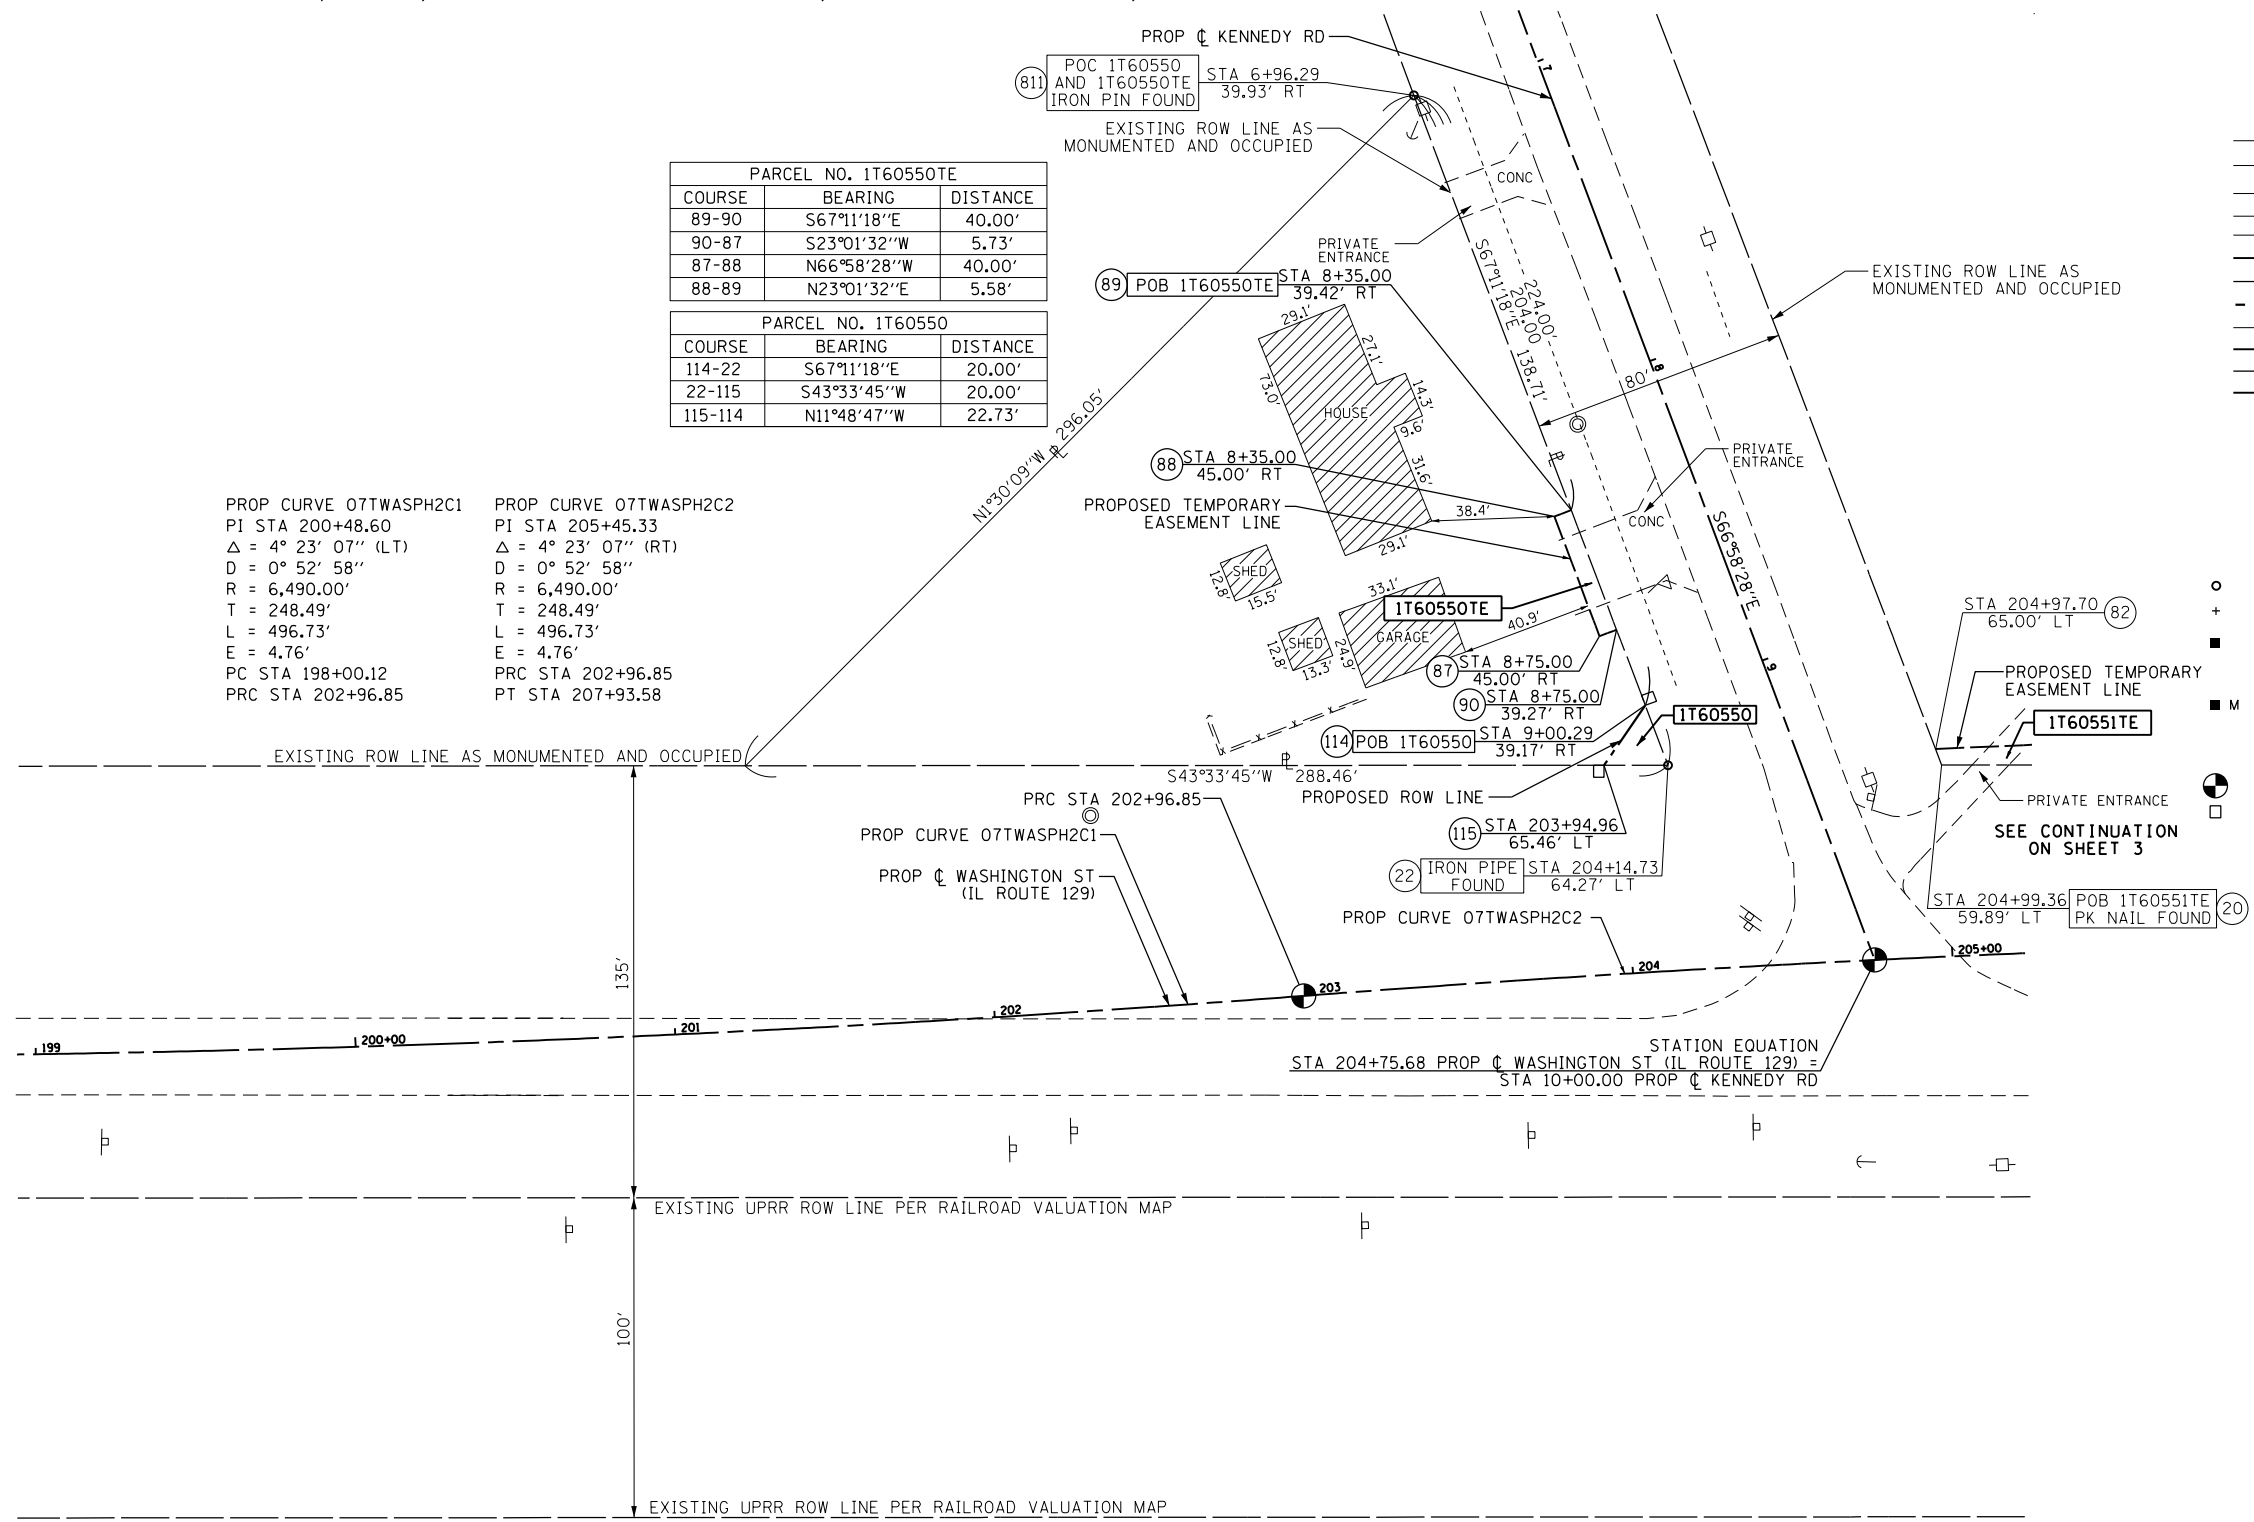 PROP ℄ KENNEDY RD
811
POC 1T60550
AND 1T60550TE
IRON PIN FOUND
STA 6+96.29
39.93' RT
EXISTING ROW LINE AS
MONUMENTED AND OCCUPIED
7
CONC
PRIVATE
ENTRANCE
PARCEL NO. 1T60550TE
COURSE BEARING DISTANCE
89-90 S67°11'18''E 40.00'
90-87 S23°01'32''W 5.73'
87-88 N66°58'28''W 40.00'
88-89 N23°01'32''E 5.58'
PARCEL NO. 1T60550
COURSE BEARING DISTANCE
114-22 S67°11'18''E 20.00'
22-115 S43°33'45''W 20.00'
115-114 N11°48'47''W 22.73'
89
POB 1T60550TE
STA 8+35.00
39.42' RT
S67°11'18''E 138.71'
224.00'
204.00
EXISTING ROW LINE AS
MONUMENTED AND OCCUPIED
80'
8
29.1'
27.1'
14.3'
73.0'
HOUSE
9.6'
31.6'
29.1'
38.4'
N1°30'09''W ⅊ 296.05'
⅊
PRIVATE
ENTRANCE
CONC
88
STA 8+35.00
45.00' RT
PROPOSED TEMPORARY
EASEMENT LINE
S66°58'28''E
PROP CURVE 07TWASPH2C1
PI STA 200+48.60
Δ = 4° 23' 07'' (LT)
D = 0° 52' 58''
R = 6,490.00'
T = 248.49'
L = 496.73'
E = 4.76'
PC STA 198+00.12
PRC STA 202+96.85
PROP CURVE 07TWASPH2C2
PI STA 205+45.33
Δ = 4° 23' 07'' (RT)
D = 0° 52' 58''
R = 6,490.00'
T = 248.49'
L = 496.73'
E = 4.76'
PRC STA 202+96.85
PT STA 207+93.58
SHED
12.8'
15.5'
SHED
12.8'
13.3'
33.1'
24.9'
GARAGE
1T60550TE
40.9'
87
STA 8+75.00
45.00' RT
90
STA 8+75.00
39.27' RT
1T60550
114
POB 1T60550
STA 9+00.29
39.17' RT
9
STA 204+97.70
65.00' LT
82
PROPOSED TEMPORARY
EASEMENT LINE
1T60551TE
M
EXISTING ROW LINE AS MONUMENTED AND OCCUPIED
⅊
S43°33'45''W 288.46'
PROPOSED ROW LINE
PRIVATE ENTRANCE
SEE CONTINUATION
ON SHEET 3
PRC STA 202+96.85
PROP CURVE 07TWASPH2C1
PROP ℄ WASHINGTON ST
(IL ROUTE 129)
115
STA 203+94.96
65.46' LT
22
IRON PIPE
FOUND
STA 204+14.73
64.27' LT
PROP CURVE 07TWASPH2C2
STA 204+99.36
59.89' LT
POB 1T60551TE
PK NAIL FOUND
20
135'
199
200+00
201
202
203
204
205+00
STATION EQUATION
STA 204+75.68 PROP ℄ WASHINGTON ST (IL ROUTE 129) =
STA 10+00.00 PROP ℄ KENNEDY RD
EXISTING UPRR ROW LINE PER RAILROAD VALUATION MAP
100'
EXISTING UPRR ROW LINE PER RAILROAD VALUATION MAP